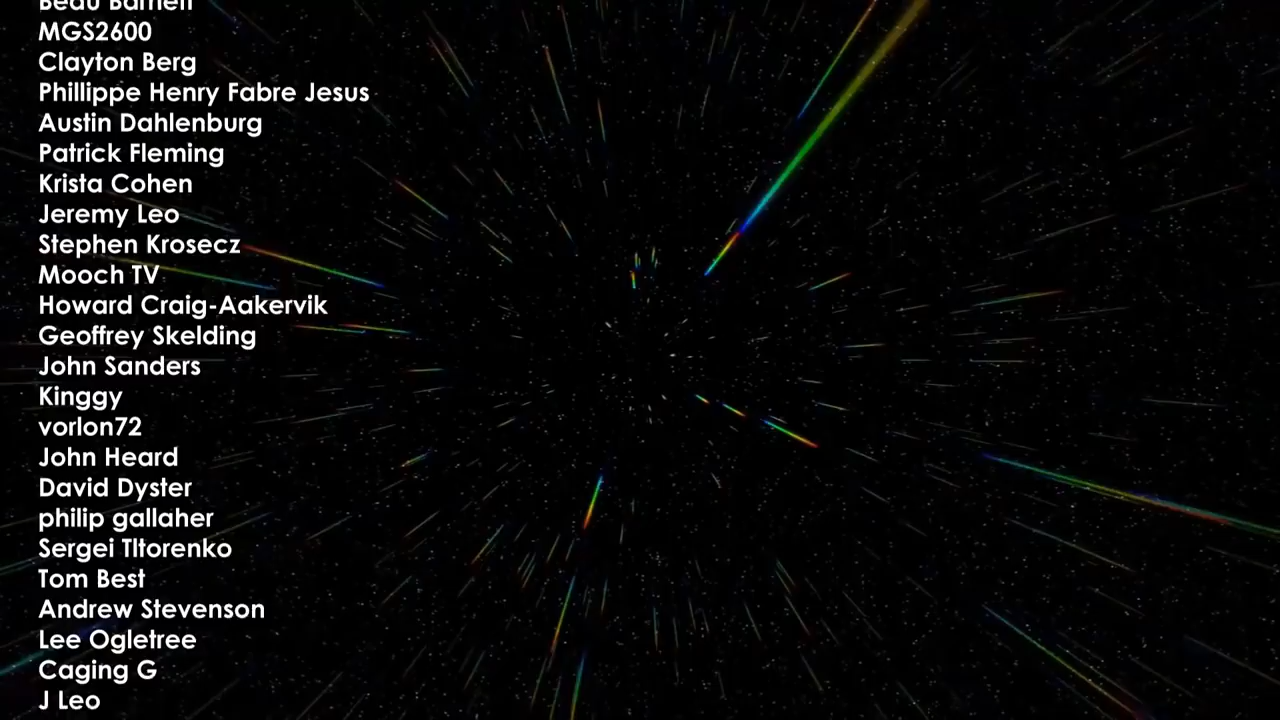 Beau Barnett
MGS2600
Clayton Berg
Phillippe Henry Fabre Jesus
Austin Dahlenburg
Patrick Fleming
Krista Cohen
Jeremy Leo
Stephen Krosecz
Mooch TV
Howard Craig-Aakervik
Geoffrey Skelding
John Sanders
Kinggy
vorlon72
John Heard
David Dyster
philip gallaher
Sergei TItorenko
Tom Best
Andrew Stevenson
Lee Ogletree
Caging G
J Leo